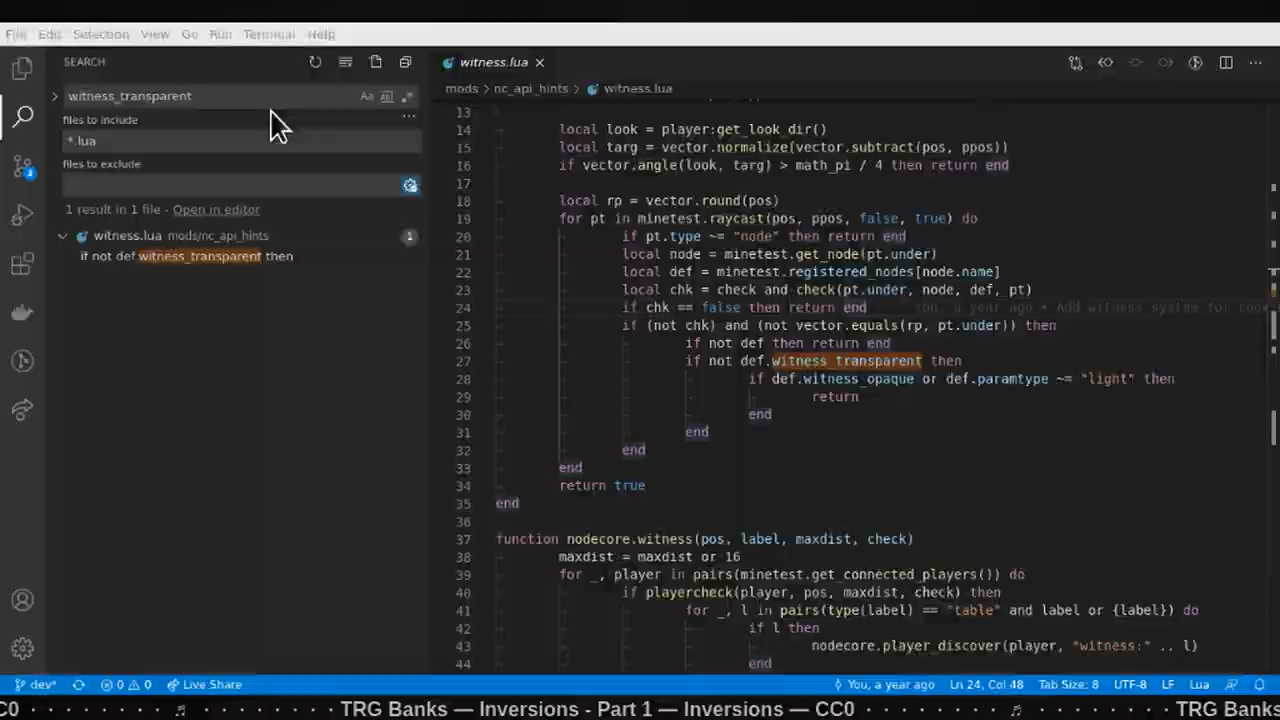 File Edit Selection View Go Run Terminal Help
SEARCH
witness_transparent
Aa ab .*
files to include
...
*.lua
files to exclude
1 result in 1 file - Open in editor
witness.lua mods/nc_api_hints 1
if not def.witness_transparent then
witness.lua
mods > nc_api_hints > witness.lua
13
14 local look = player:get_look_dir()
15 local targ = vector.normalize(vector.subtract(pos, ppos))
16 if vector.angle(look, targ) > math_pi / 4 then return end
17
18 local rp = vector.round(pos)
19 for pt in minetest.raycast(pos, ppos, false, true) do
20 if pt.type ~= "node" then return end
21 local node = minetest.get_node(pt.under)
22 local def = minetest.registered_nodes[node.name]
23 local chk = check and check(pt.under, node, def, pt)
24 if chk == false then return end You, a year ago • Add witness system for cook
25 if (not chk) and (not vector.equals(rp, pt.under)) then
26 if not def then return end
27 if not def.witness_transparent then
28 if def.witness_opaque or def.paramtype ~= "light" then
29 return
30 end
31 end
32 end
33 end
34 return true
35 end
36
37 function nodecore.witness(pos, label, maxdist, check)
38 maxdist = maxdist or 16
39 for _, player in pairs(minetest.get_connected_players()) do
40 if playercheck(player, pos, maxdist, check) then
41 for _, l in pairs(type(label) == "table" and label or {label}) do
42 if l then
43 nodecore.player_discover(player, "witness:" .. l)
44 end
dev* 0 0 Live Share You, a year ago Ln 24, Col 48 Tab Size: 8 UTF-8 LF Lua
CC0 · · · · · · · ♬ · · · · · · · TRG Banks — Inversions - Part 1 — Inversions — CC0 · · · · · · · ♬ · · · · · · · TRG Banks